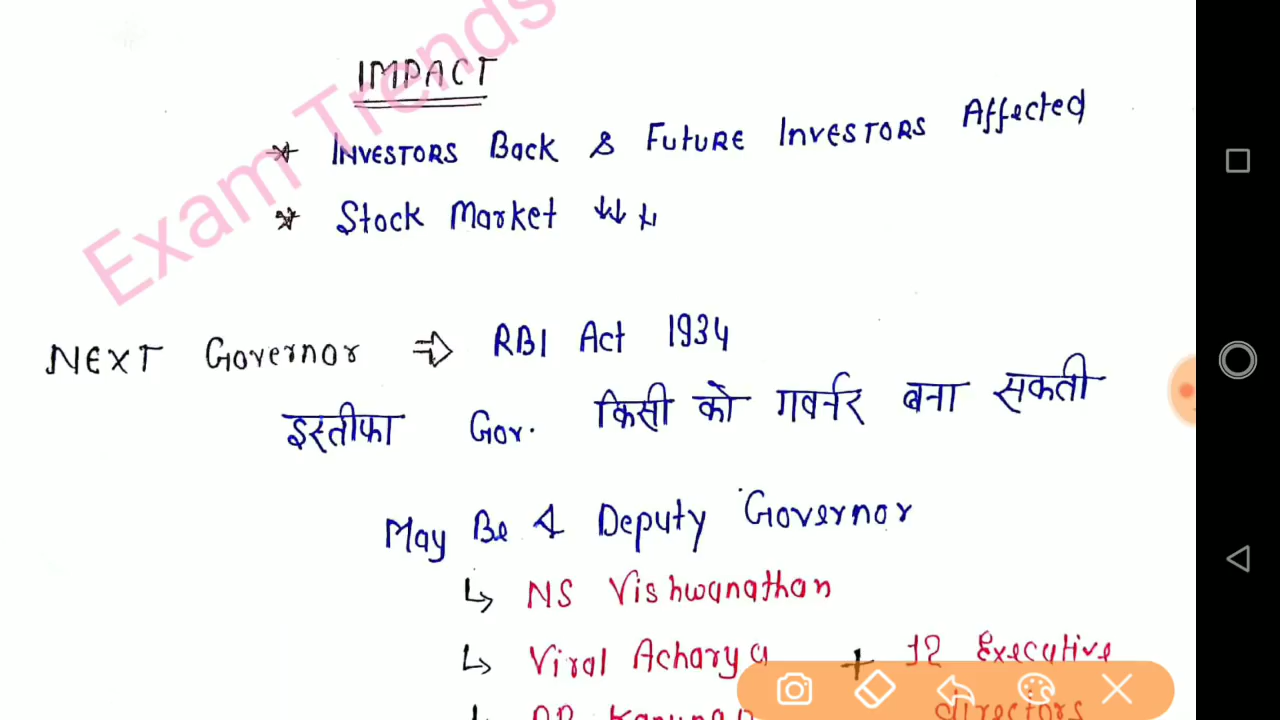 Exam Trends
IMPACT
INVESTORS Back & FUTURE INVESTORS Affected
Stock Market ↓↓↓
NEXT Governor ⇒ RBI Act 1934
इस्तीफा Gov. किसी को गवर्नर बना सकती
May Be 4 Deputy Governor
↳ NS Vishwanathan
↳ Viral Acharya + 12 Executive
directors